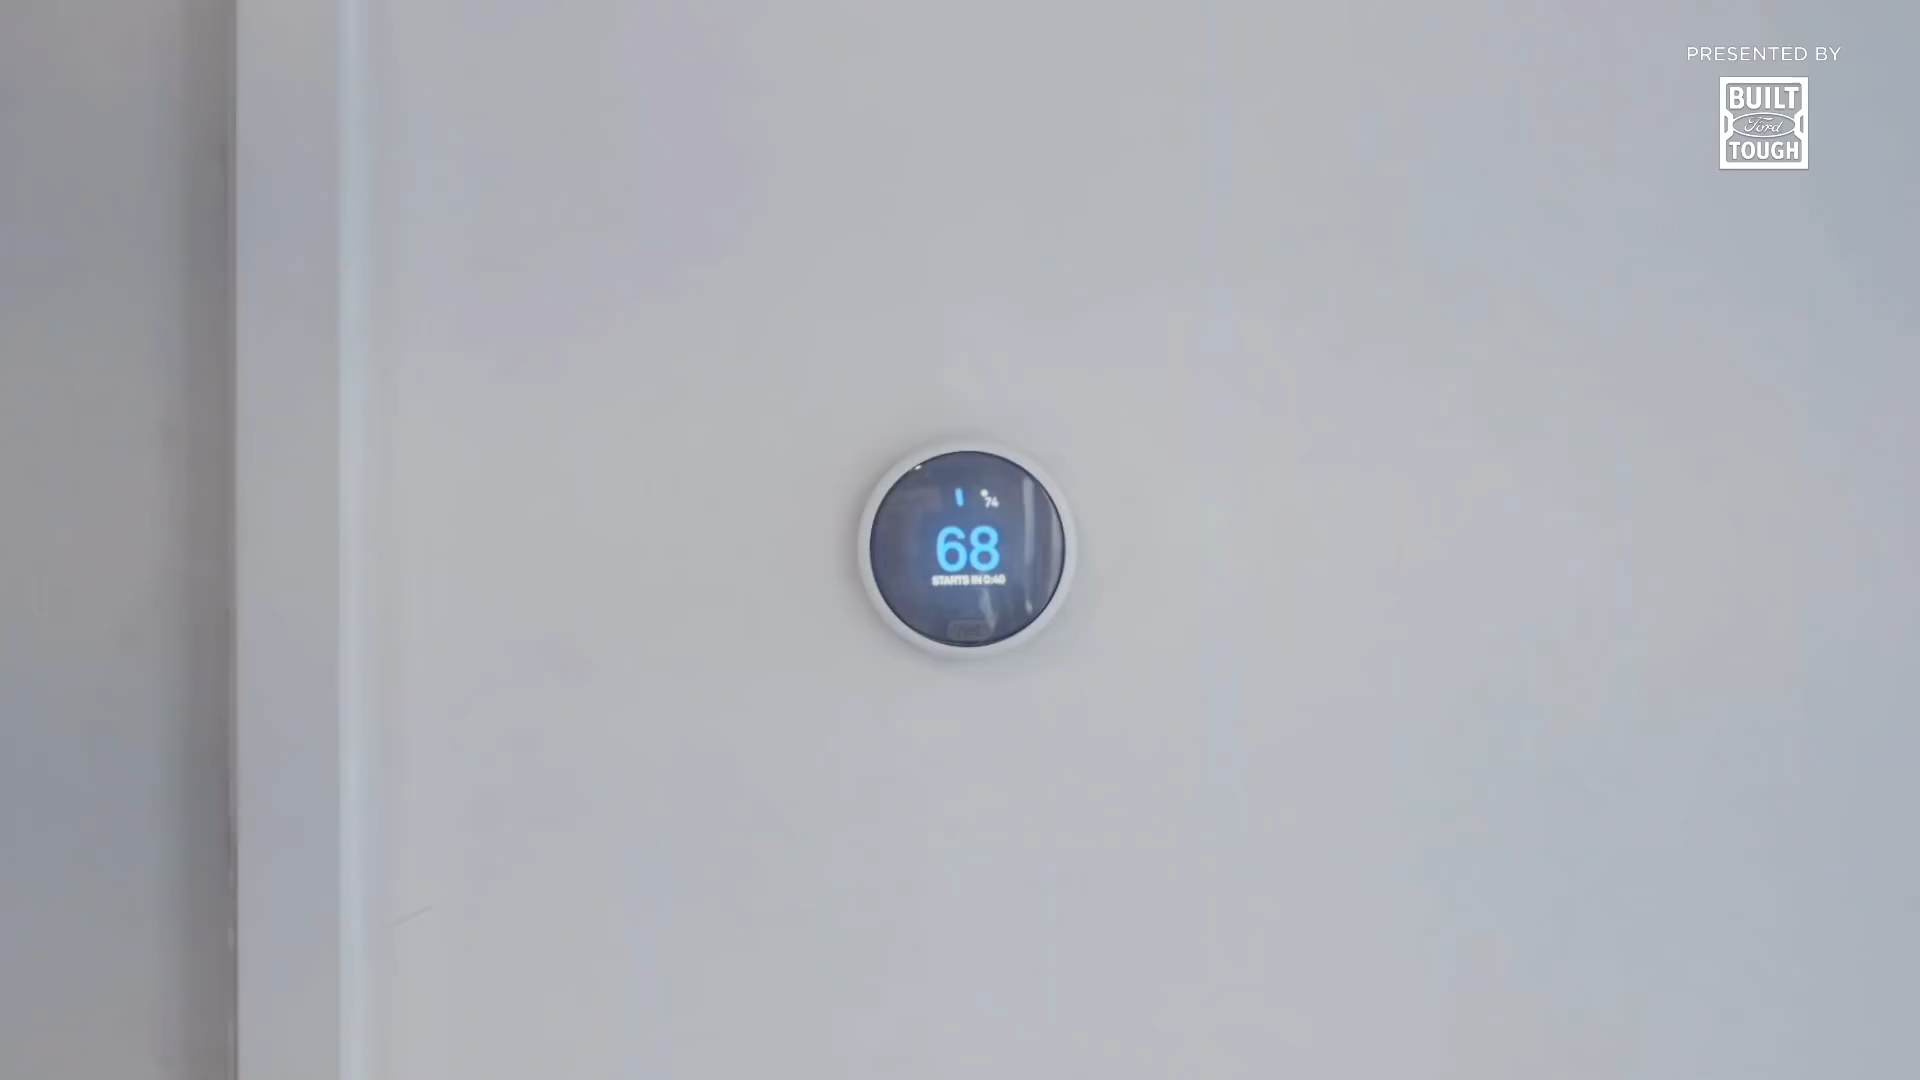 PRESENTED BY
BUILT
Ford
TOUGH
74
68
STARTS IN 0:40